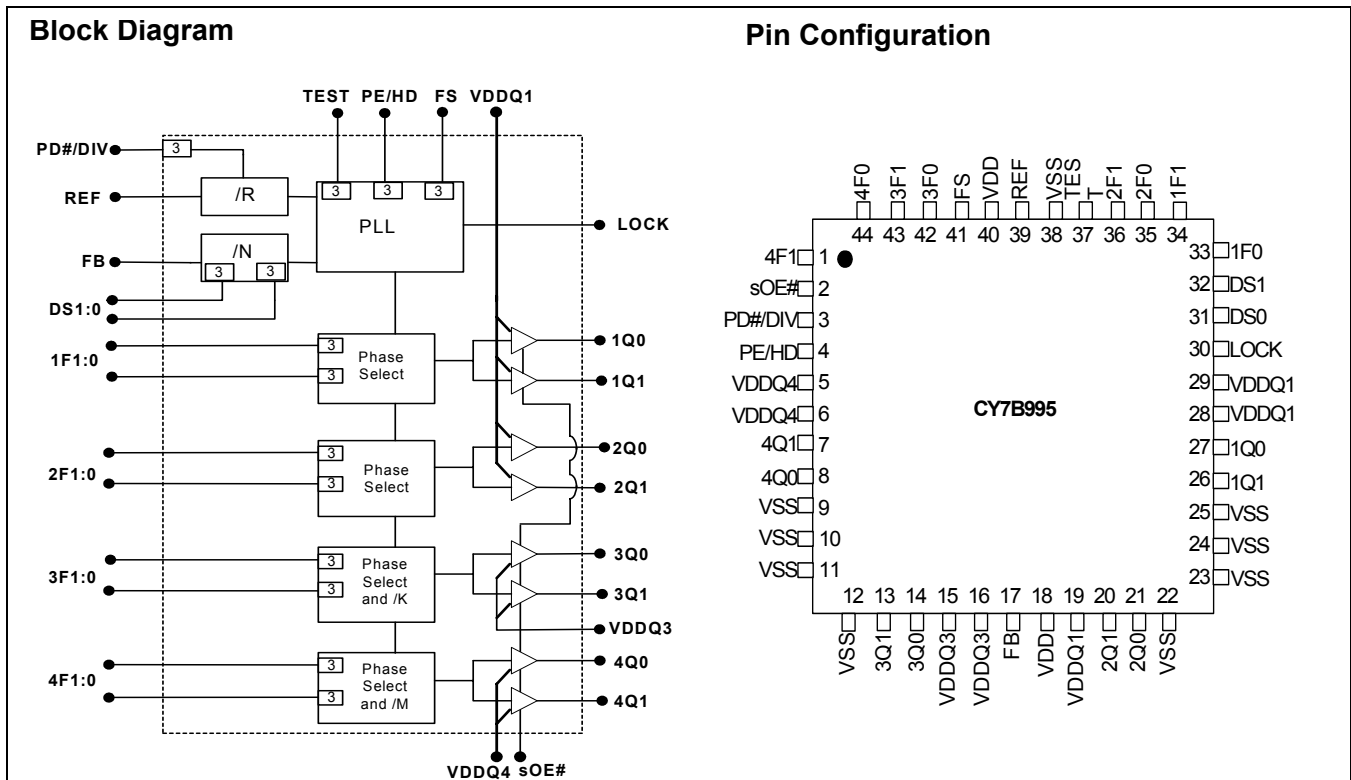 Block Diagram
TEST PE/HD FS VDDQ1
PD#/DIV
3
REF
/R
3 3 3
PLL
LOCK
FB
/N
3 3
DS1:0
1F1:0
3
3
Phase
Select
1Q0
1Q1
2F1:0
3
3
Phase
Select
2Q0
2Q1
3F1:0
3
3
Phase
Select
and /K
3Q0
3Q1
VDDQ3
4F1:0
3
3
Phase
Select
and /M
4Q0
4Q1
VDDQ4 sOE#
Pin Configuration
4F0
3F1
3F0
FS
VDD
REF
VSS
TES
T
2F1
2F0
1F1
44 43 42 41 40 39 38 37 36 35 34
4F1 1
sOE# 2
PD#/DIV 3
PE/HD 4
VDDQ4 5
VDDQ4 6
4Q1 7
4Q0 8
VSS 9
VSS 10
VSS 11
CY7B995
33 1F0
32 DS1
31 DS0
30 LOCK
29 VDDQ1
28 VDDQ1
27 1Q0
26 1Q1
25 VSS
24 VSS
23 VSS
12 13 14 15 16 17 18 19 20 21 22
VSS
3Q1
3Q0
VDDQ3
VDDQ3
FB
VDD
VDDQ1
2Q1
2Q0
VSS